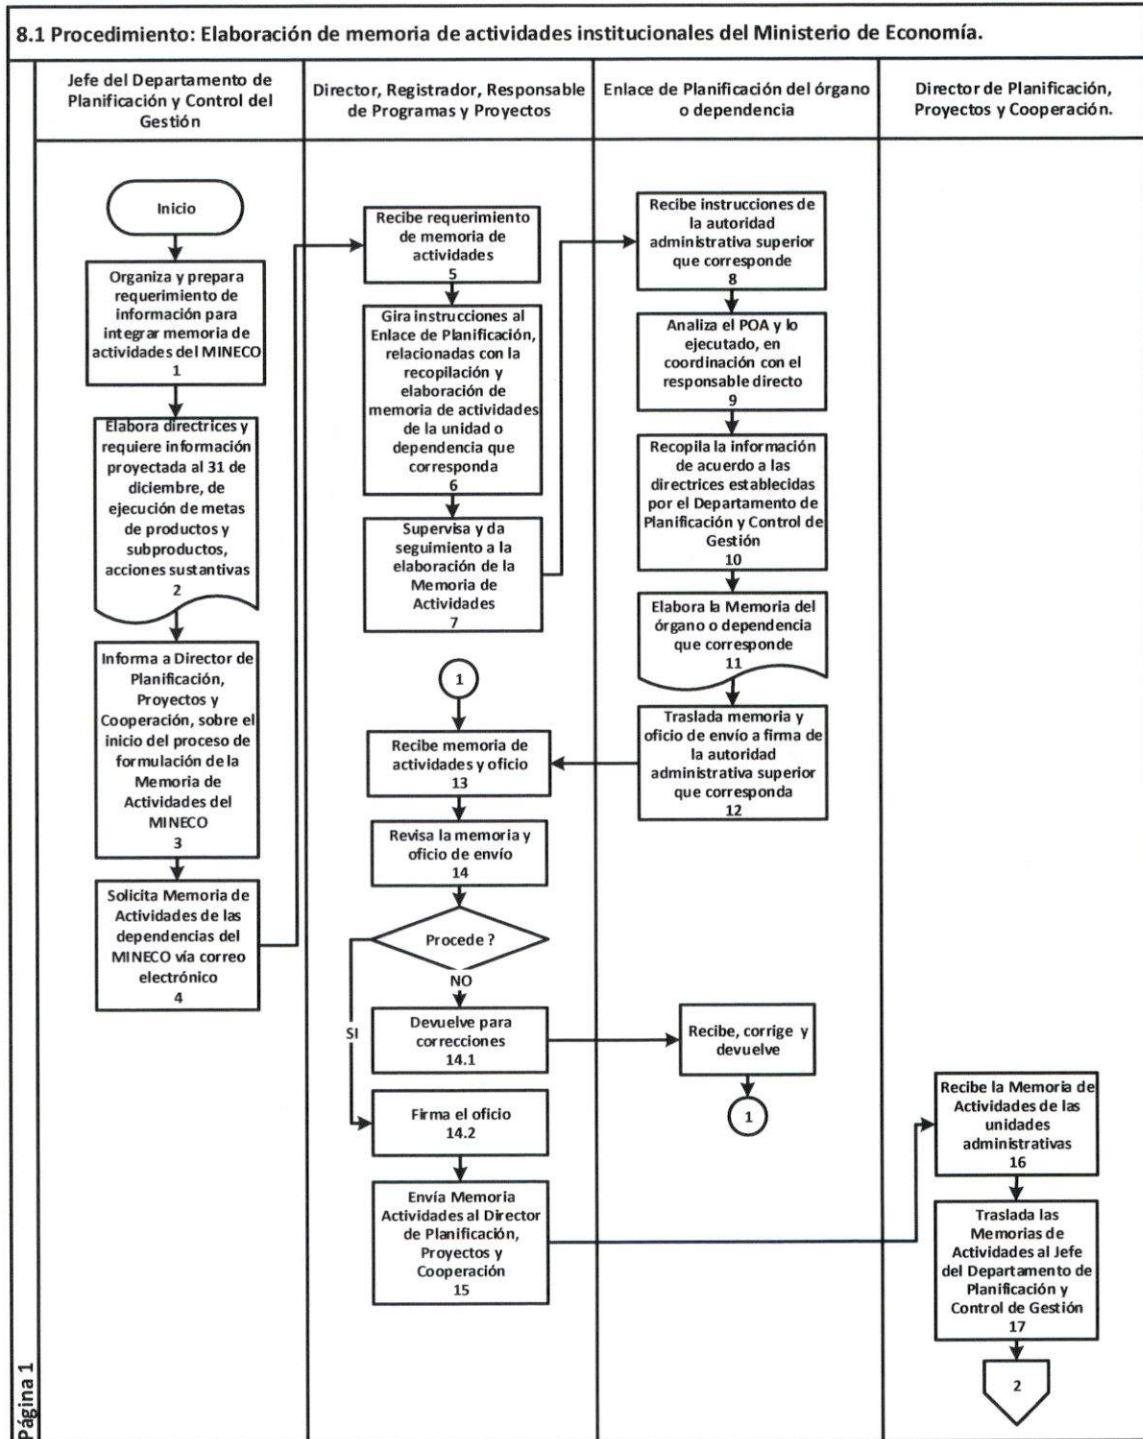 8.1 Procedimiento: Elaboración de memoria de actividades institucionales del Ministerio de Economía.
Jefe del Departamento de
Planificación y Control del
Gestión
Director, Registrador, Responsable
de Programas y Proyectos
Enlace de Planificación del órgano
o dependencia
Director de Planificación,
Proyectos y Cooperación.
Inicio
Organiza y prepara
requerimiento de
información para
integrar memoria de
actividades del MINECO
1
Elabora directrices y
requiere información
proyectada al 31 de
diciembre, de
ejecución de metas
de productos y
subproductos,
acciones sustantivas
2
Informa a Director de
Planificación,
Proyectos y
Cooperación, sobre el
inicio del proceso de
formulación de la
Memoria de
Actividades del
MINECO
3
Solicita Memoria de
Actividades de las
dependencias del
MINECO vía correo
electrónico
4
Recibe requerimiento
de memoria de
actividades
5
Gira instrucciones al
Enlace de Planificación,
relacionadas con la
recopilación y
elaboración de
memoria de actividades
de la unidad o
dependencia que
corresponda
6
Supervisa y da
seguimiento a la
elaboración de la
Memoria de
Actividades
7
Recibe instrucciones de
la autoridad
administrativa superior
que corresponde
8
Analiza el POA y lo
ejecutado, en
coordinación con el
responsable directo
9
Recopila la información
de acuerdo a las
directrices establecidas
por el Departamento de
Planificación y Control de
Gestión
10
Elabora la Memoria del
órgano o dependencia
que corresponde
11
Traslada memoria y
oficio de envío a firma de
la autoridad
administrativa superior
que corresponda
12
1
Recibe memoria de
actividades y oficio
13
Revisa la memoria y
oficio de envío
14
Procede ?
NO
SI
Devuelve para
correcciones
14.1
Recibe, corrige y
devuelve
1
Firma el oficio
14.2
Envía Memoria
Actividades al Director
de Planificación,
Proyectos y
Cooperación
15
Recibe la Memoria de
Actividades de las
unidades
administrativas
16
Traslada las
Memorias de
Actividades al Jefe
del Departamento de
Planificación y
Control de Gestión
17
2
Página 1